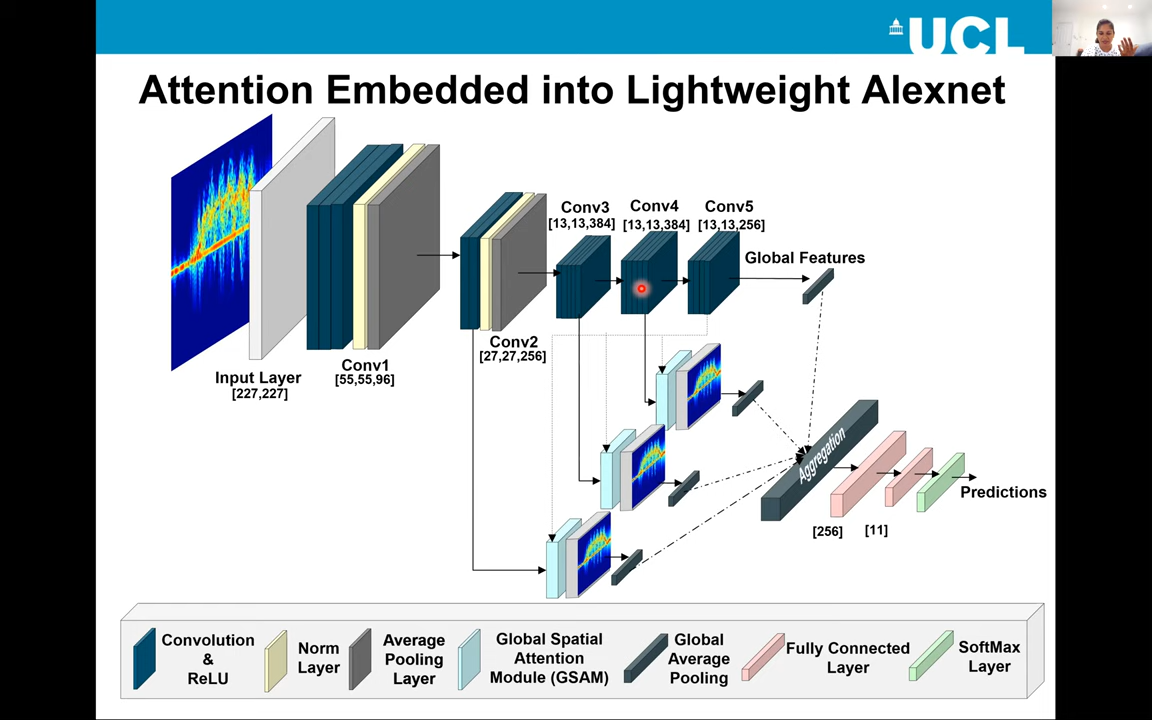 UCL
Attention Embedded into Lightweight Alexnet
Conv3
[13,13,384]
Conv4
[13,13,384]
Conv5
[13,13,256]
Global Features
Conv2
[27,27,256]
Conv1
[55,55,96]
Input Layer
[227,227]
Aggregation
Predictions
[256]
[11]
Convolution
&
ReLU
Norm
Layer
Average
Pooling
Layer
Global Spatial
Attention
Module (GSAM)
Global
Average
Pooling
Fully Connected
Layer
SoftMax
Layer